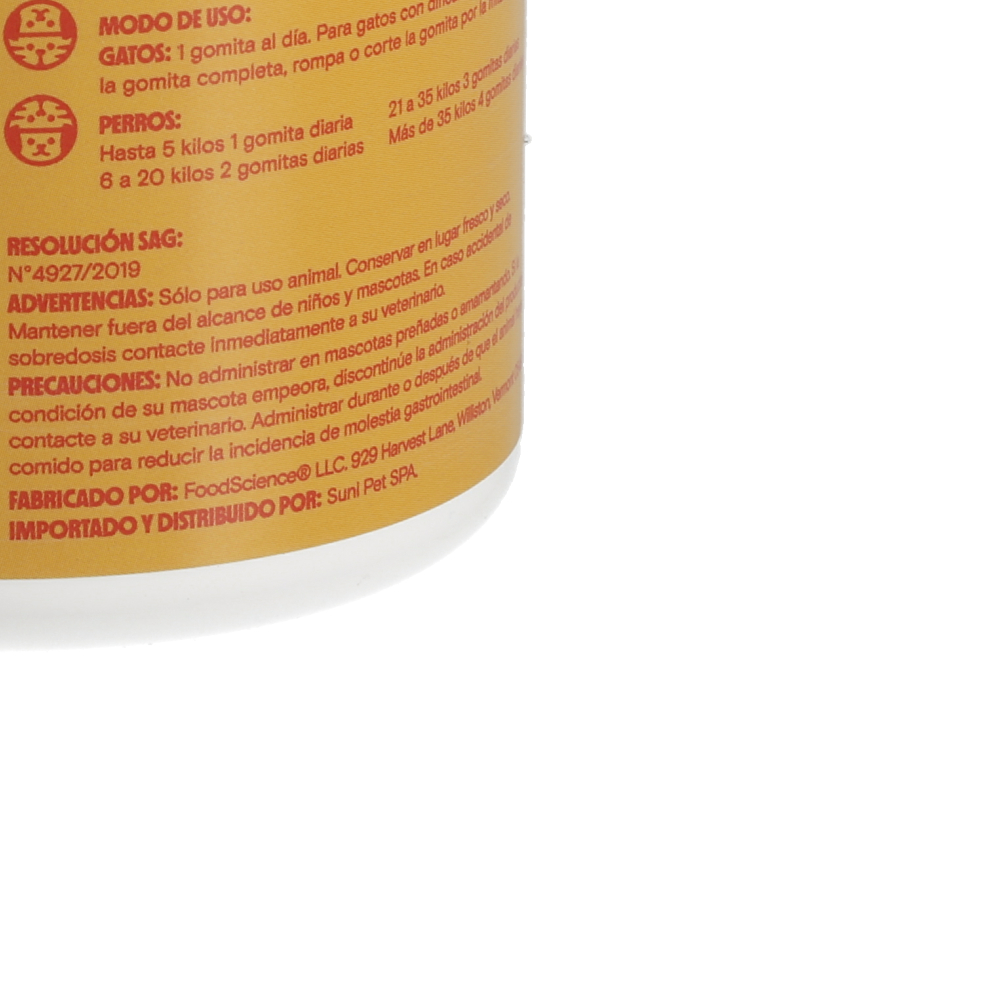 MODO DE USO:
GATOS: 1 gomita al día. Para gatos con
la gomita completa, rompa o corte la gomita por la
PERROS:
Hasta 5 kilos 1 gomita diaria
6 a 20 kilos 2 gomitas diarias
21 a 35 kilos 3 gomitas diarias
Más de 35 kilos 4 gomitas
RESOLUCIÓN SAG:
N°4927/2019
ADVERTENCIAS: Sólo para uso animal. Conservar en lugar fresco y seco.
Mantener fuera del alcance de niños y mascotas. En caso accidental de
sobredosis contacte inmediatamente a su veterinario.
PRECAUCIONES: No administrar en mascotas preñadas o amamantando. Si
condición de su mascota empeora, discontinúe la administración del
contacte a su veterinario. Administrar durante o después de que el animal
comido para reducir la incidencia de molestia gastrointestinal.
FABRICADO POR: FoodScience® LLC. 929 Harvest Lane, Williston, Vermont
IMPORTADO Y DISTRIBUIDO POR: Suni Pet SPA.